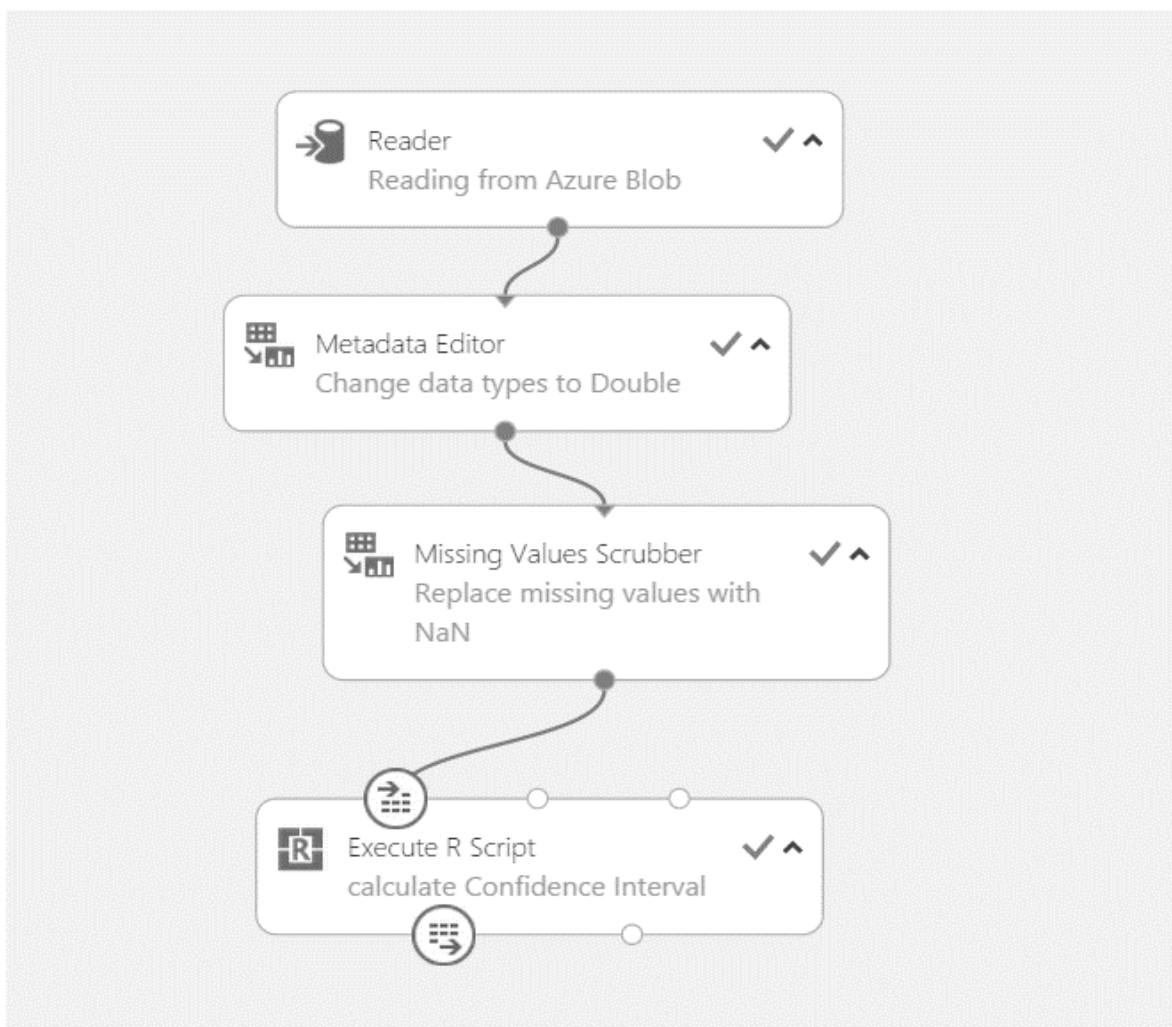 Reader
Reading from Azure Blob
Metadata Editor
Change data types to Double
Missing Values Scrubber
Replace missing values with
NaN
R
Execute R Script
calculate Confidence Interval